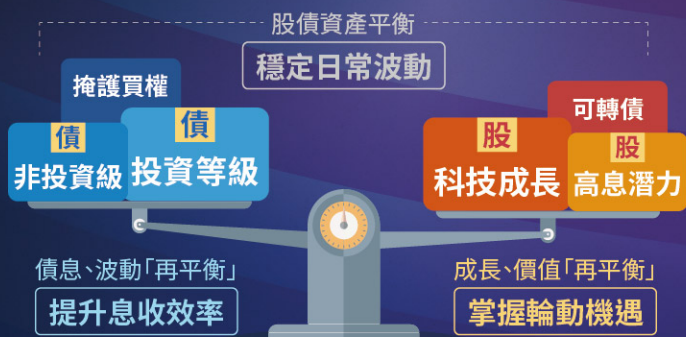 股債資產平衡
穩定日常波動
掩護買權
債
非投資級
債
投資等級
股
科技成長
可轉債
股
高息潛力
債息、波動「再平衡」
提升息收效率
成長、價值「再平衡」
掌握輪動機遇